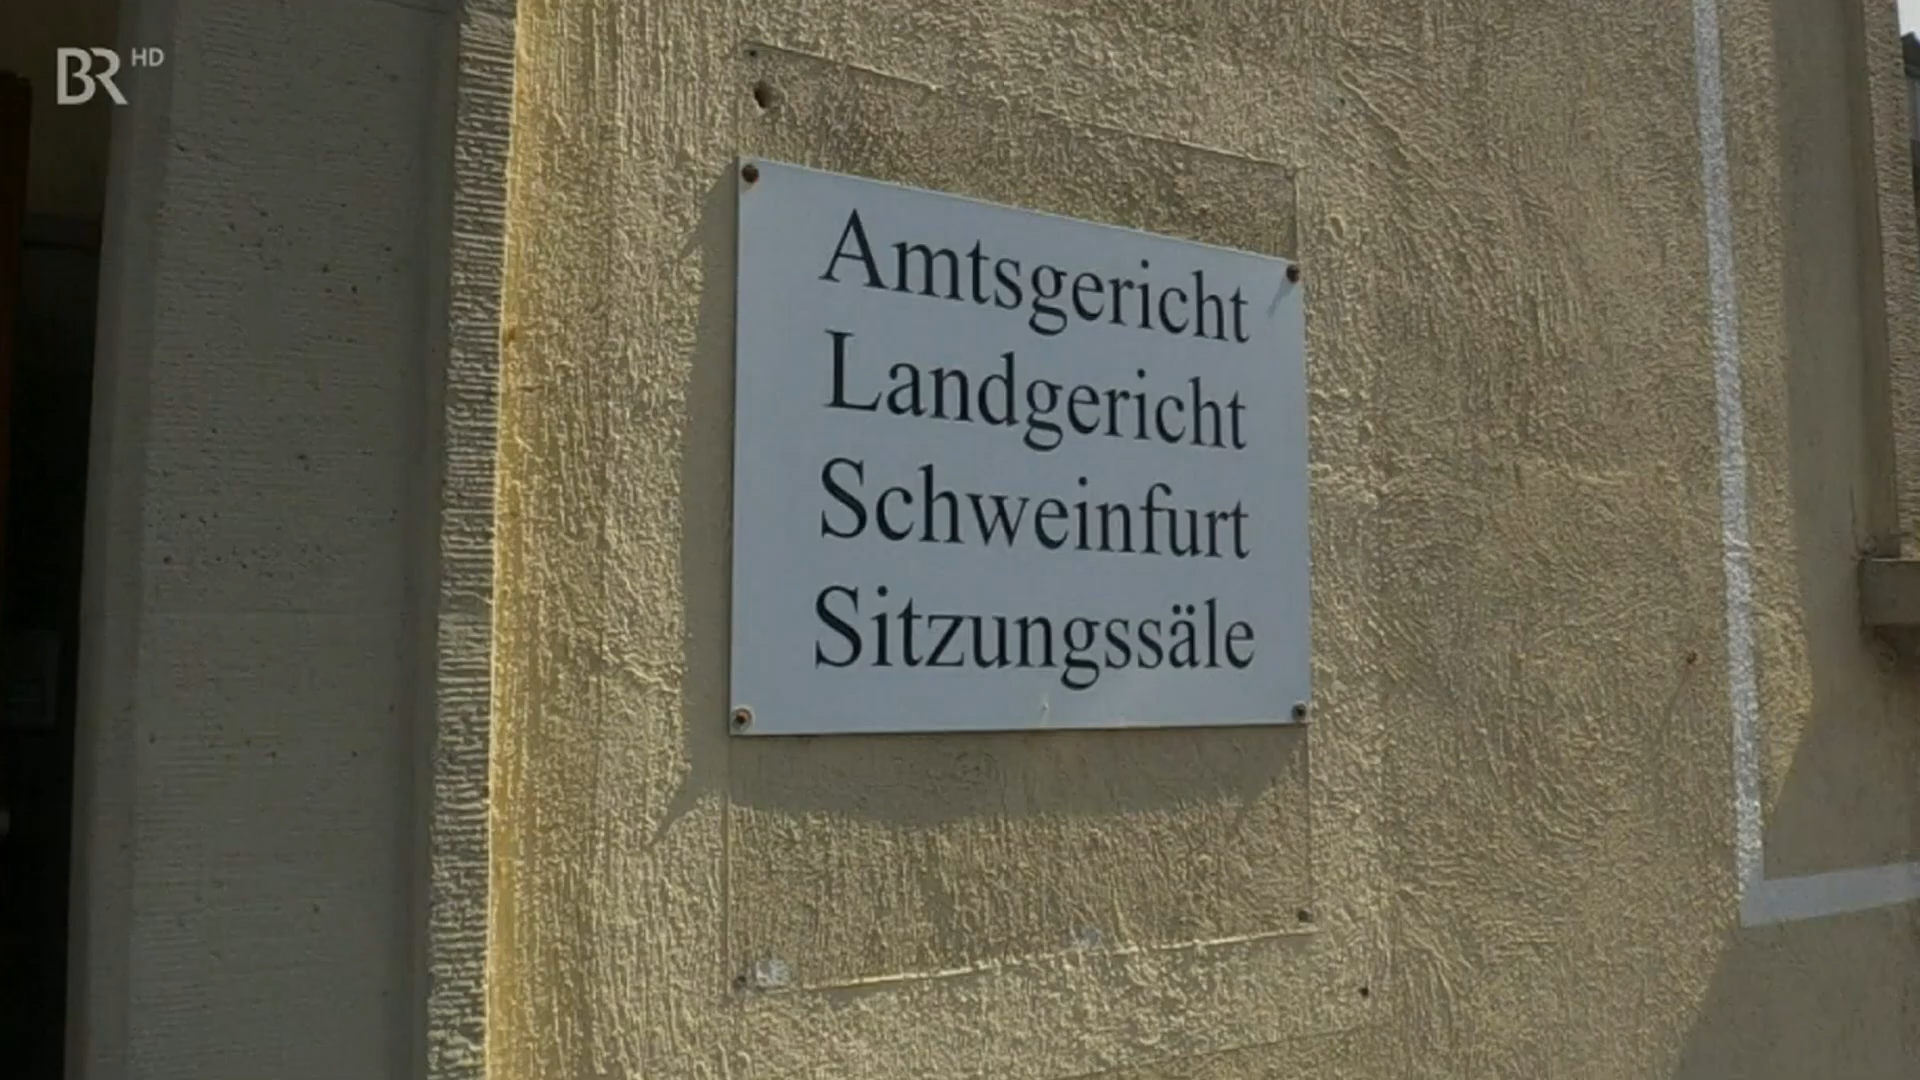 BR HD
Amtsgericht
Landgericht
Schweinfurt
Sitzungssäle